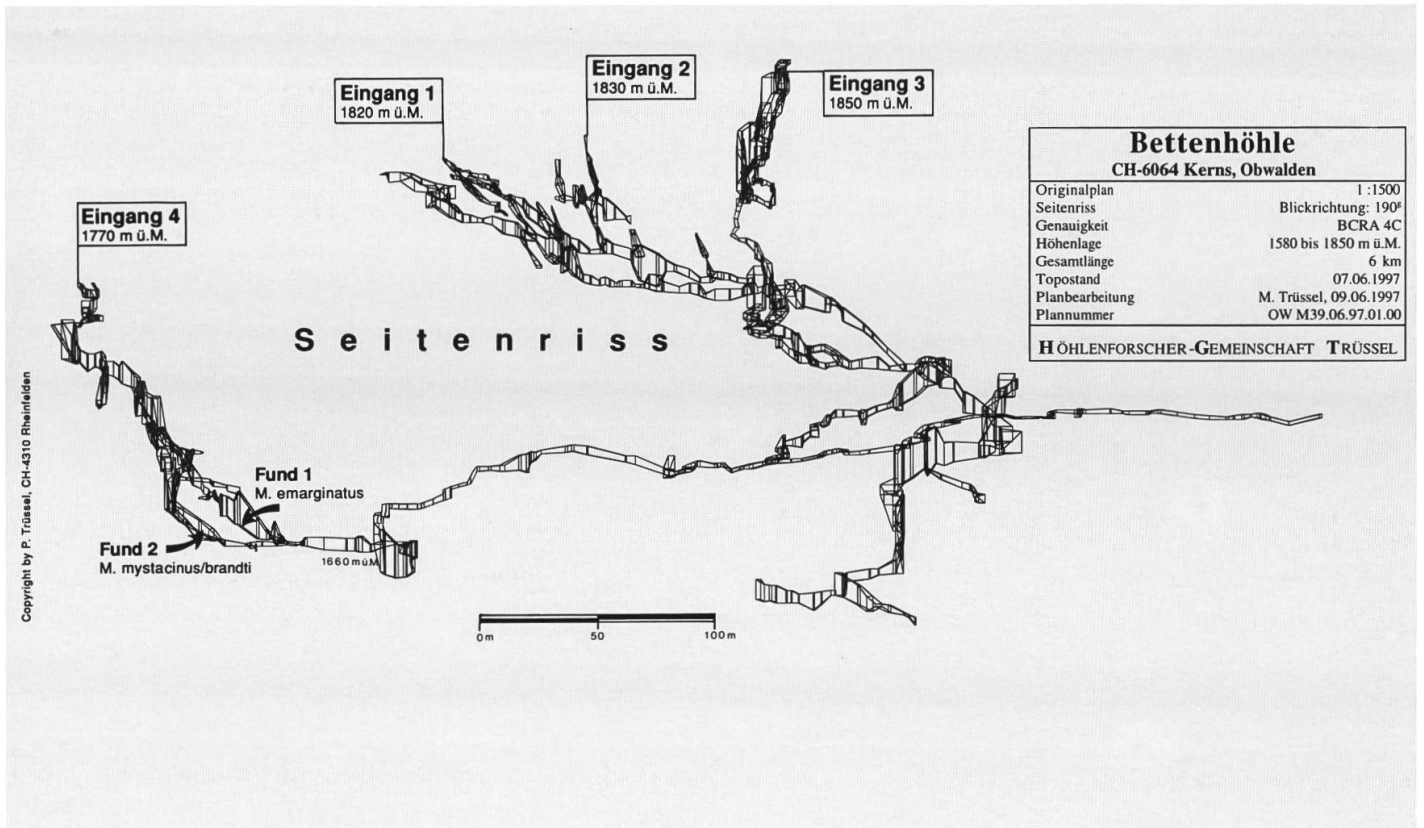 Eingang 1
1820 m ü.M.
Eingang 2
1830 m ü.M.
Eingang 3
1850 m ü.M.
Eingang 4
1770 m ü.M.
Bettenhöhle
CH-6064 Kerns, Obwalden
Originalplan 1 :1500
Seitenriss Blickrichtung: 190g
Genauigkeit BCRA 4C
Höhenlage 1580 bis 1850 m ü.M.
Gesamtlänge 6 km
Topostand 07.06.1997
Planbearbeitung M. Trüssel, 09.06.1997
Plannummer OW M39.06.97.01.00
HÖHLENFORSCHER-GEMEINSCHAFT TRÜSSEL
Seitenriss
Fund 1
M. emarginatus
Fund 2
M. mystacinus/brandti
1660 m ü.M.
0m 50 100m
Copyright by P. Trüssel, CH-4310 Rheinfelden